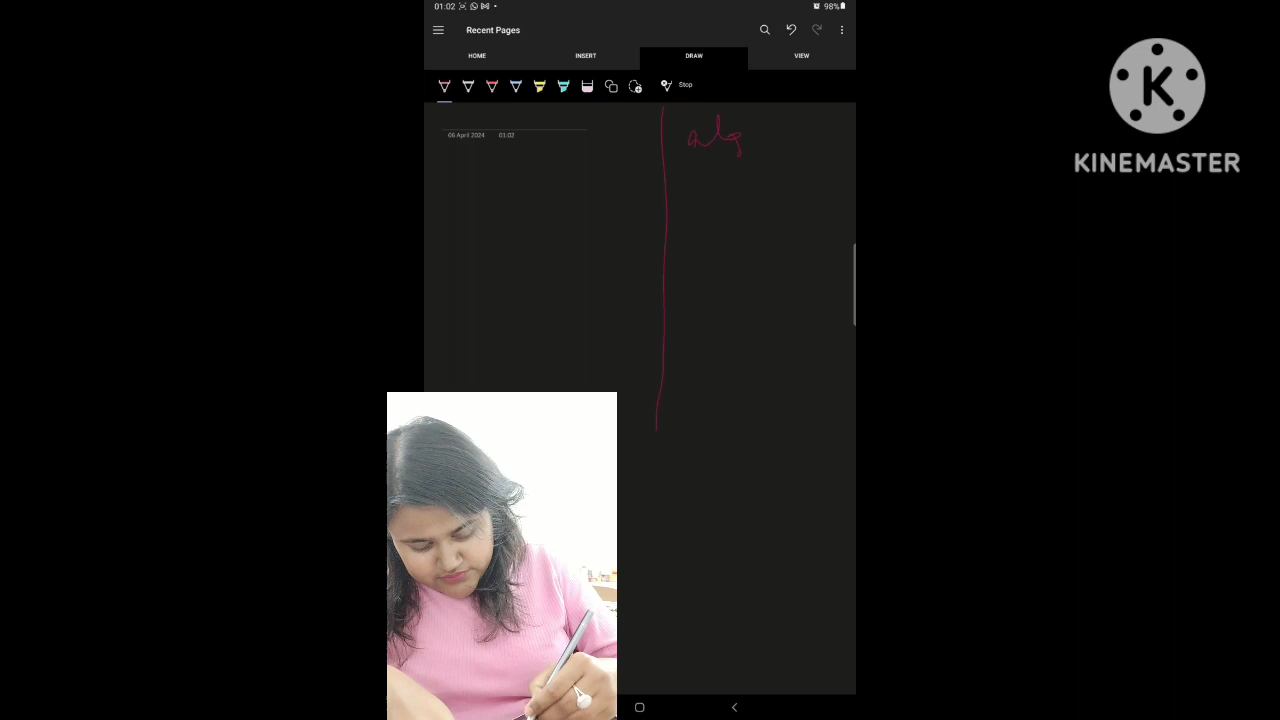 01:02
98%
Recent Pages
HOME INSERT DRAW VIEW
Stop
06 April 2024 01:02
alg
K
KINEMASTER